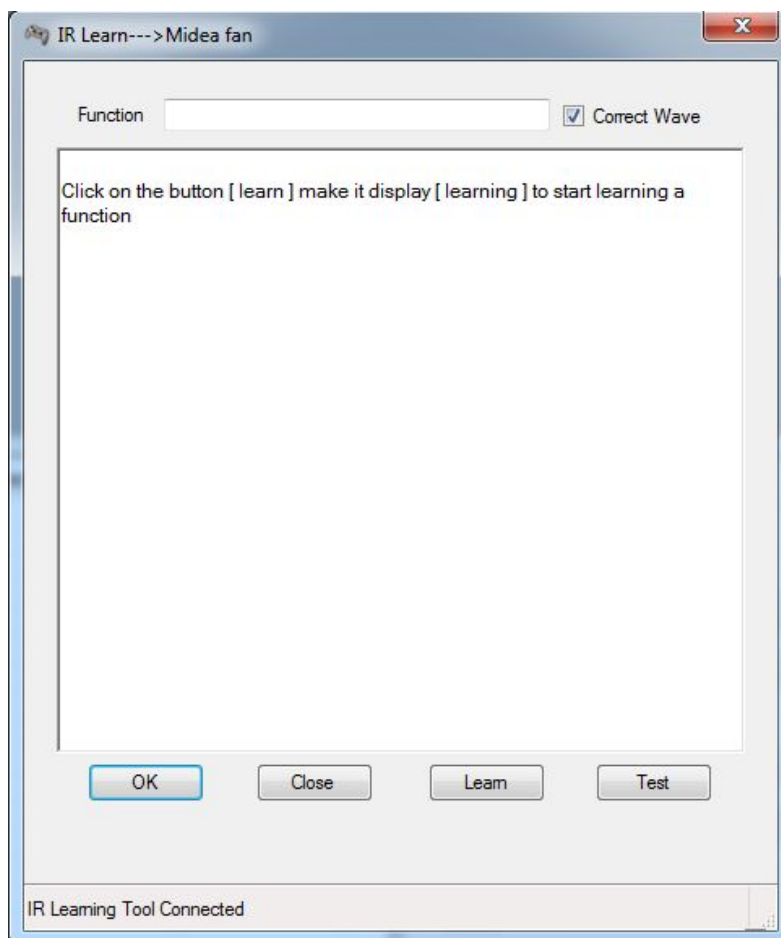 IR Learn--->Midea fan
Function
Correct Wave
Click on the button [ learn ] make it display [ learning ] to start learning a
function
OK Close Learn Test
IR Learning Tool Connected